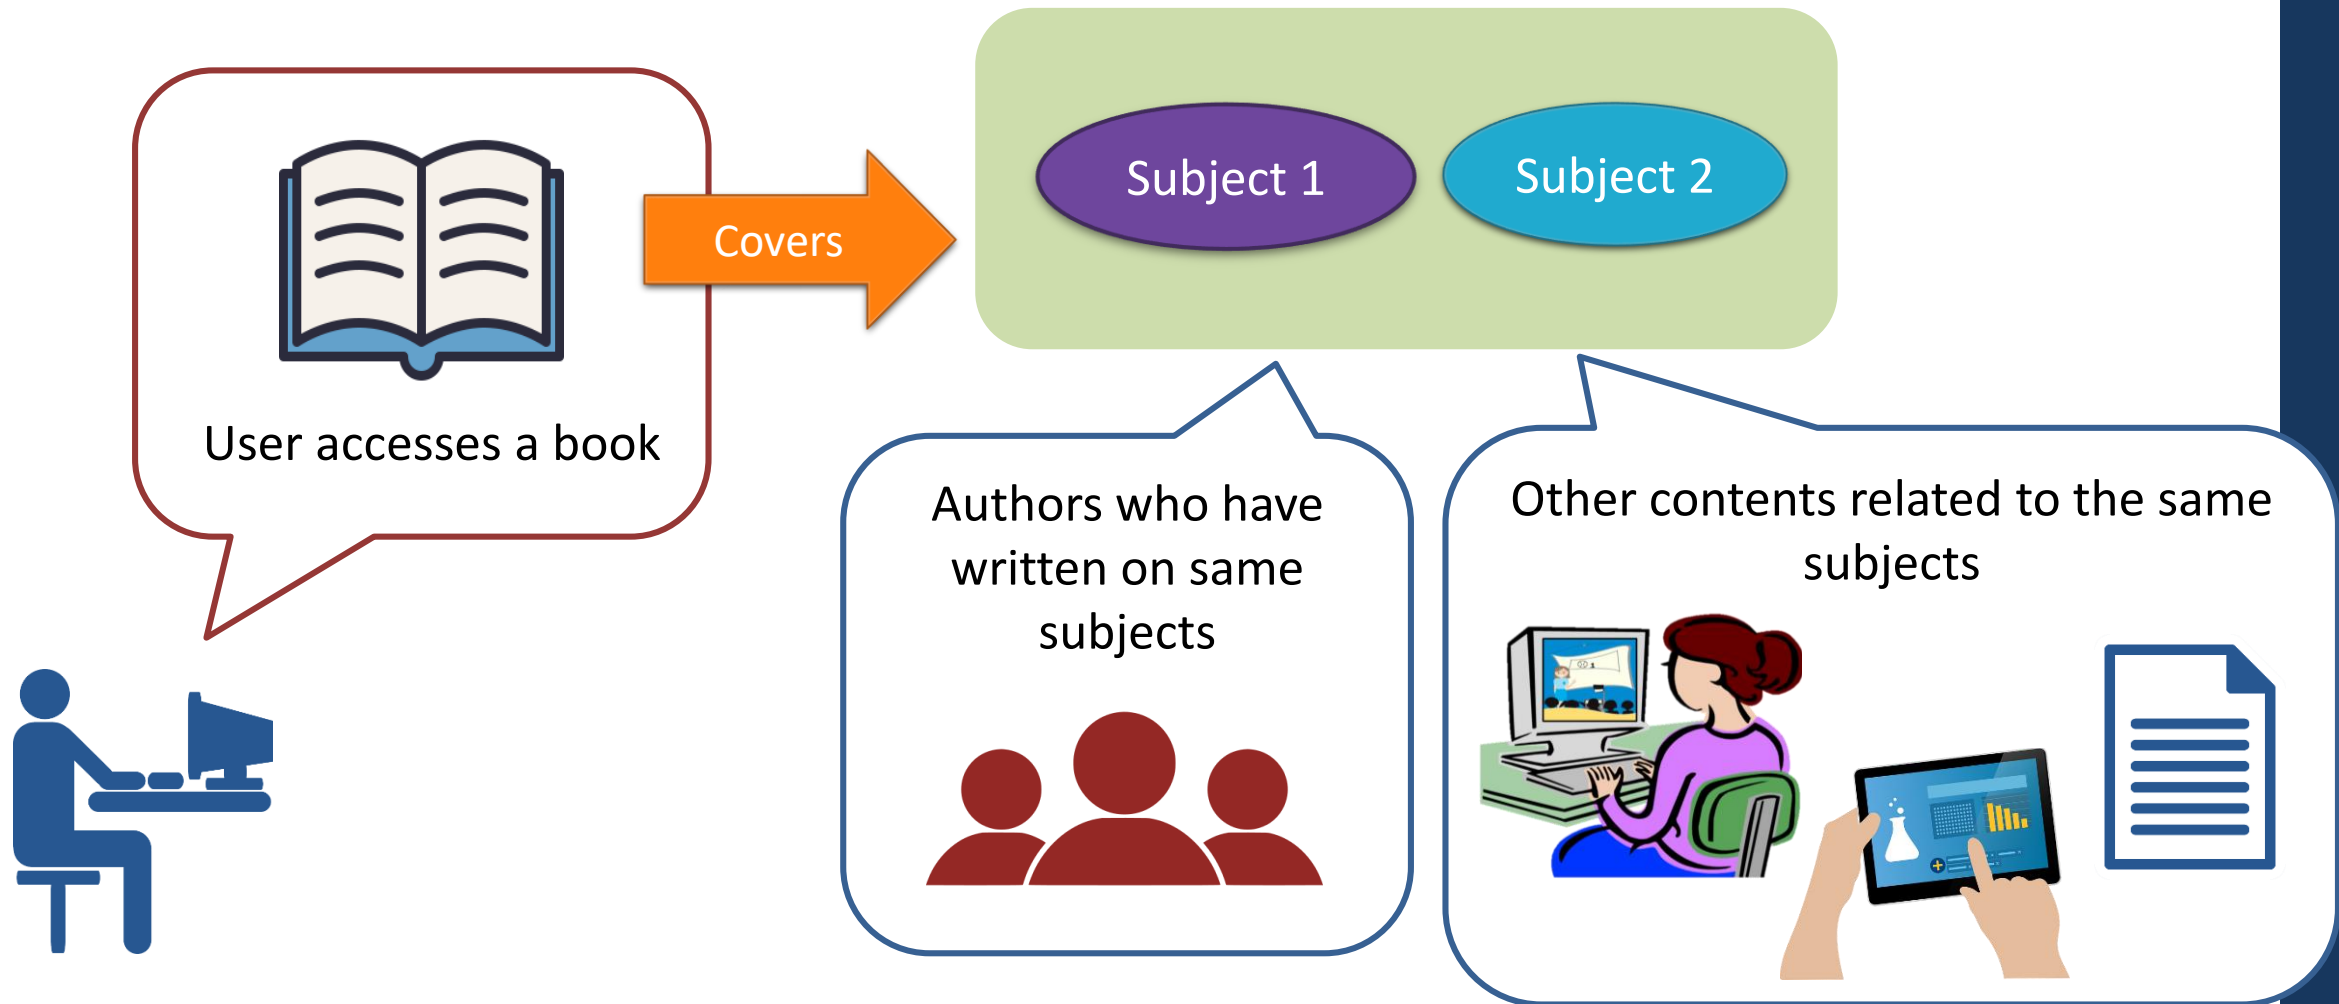 User accesses a book
Covers
Subject 1
Subject 2
Authors who have
written on same
subjects
Other contents related to the same
subjects